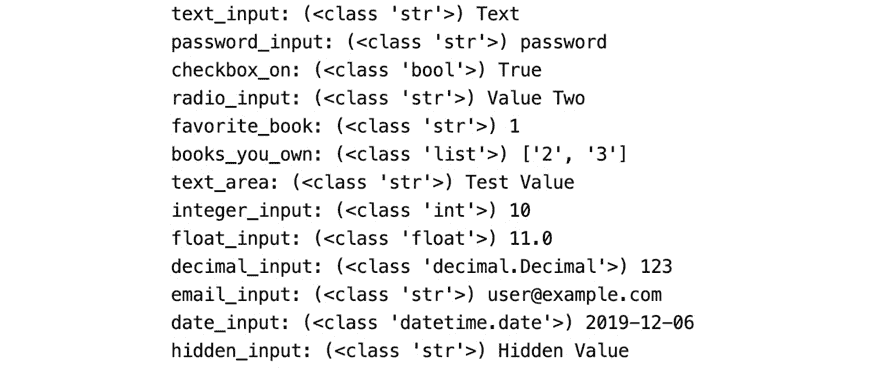 text_input: (<class 'str'>) Text
password_input: (<class 'str'>) password
checkbox_on: (<class 'bool'>) True
radio_input: (<class 'str'>) Value Two
favorite_book: (<class 'str'>) 1
books_you_own: (<class 'list'>) ['2', '3']
text_area: (<class 'str'>) Test Value
integer_input: (<class 'int'>) 10
float_input: (<class 'float'>) 11.0
decimal_input: (<class 'decimal.Decimal'>) 123
email_input: (<class 'str'>) user@example.com
date_input: (<class 'datetime.date'>) 2019-12-06
hidden_input: (<class 'str'>) Hidden Value